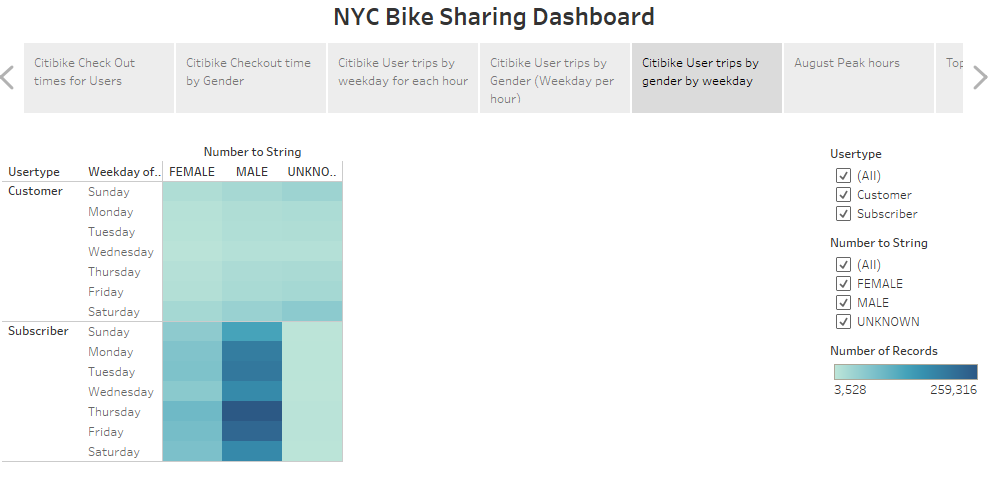 NYC Bike Sharing Dashboard
Citibike Check Out
times for Users
Citibike Checkout time
by Gender
Citibike User trips by
weekday for each hour
Citibike User trips by
Gender (Weekday per
hour)
Citibike User trips by
gender by weekday
August Peak hours
Top
Number to String
Usertype Weekday of.. FEMALE MALE UNKNO..
Customer Sunday
Monday
Tuesday
Wednesday
Thursday
Friday
Saturday
Subscriber Sunday
Monday
Tuesday
Wednesday
Thursday
Friday
Saturday
Usertype
(All)
Customer
Subscriber
Number to String
(All)
FEMALE
MALE
UNKNOWN
Number of Records
3,528 259,316